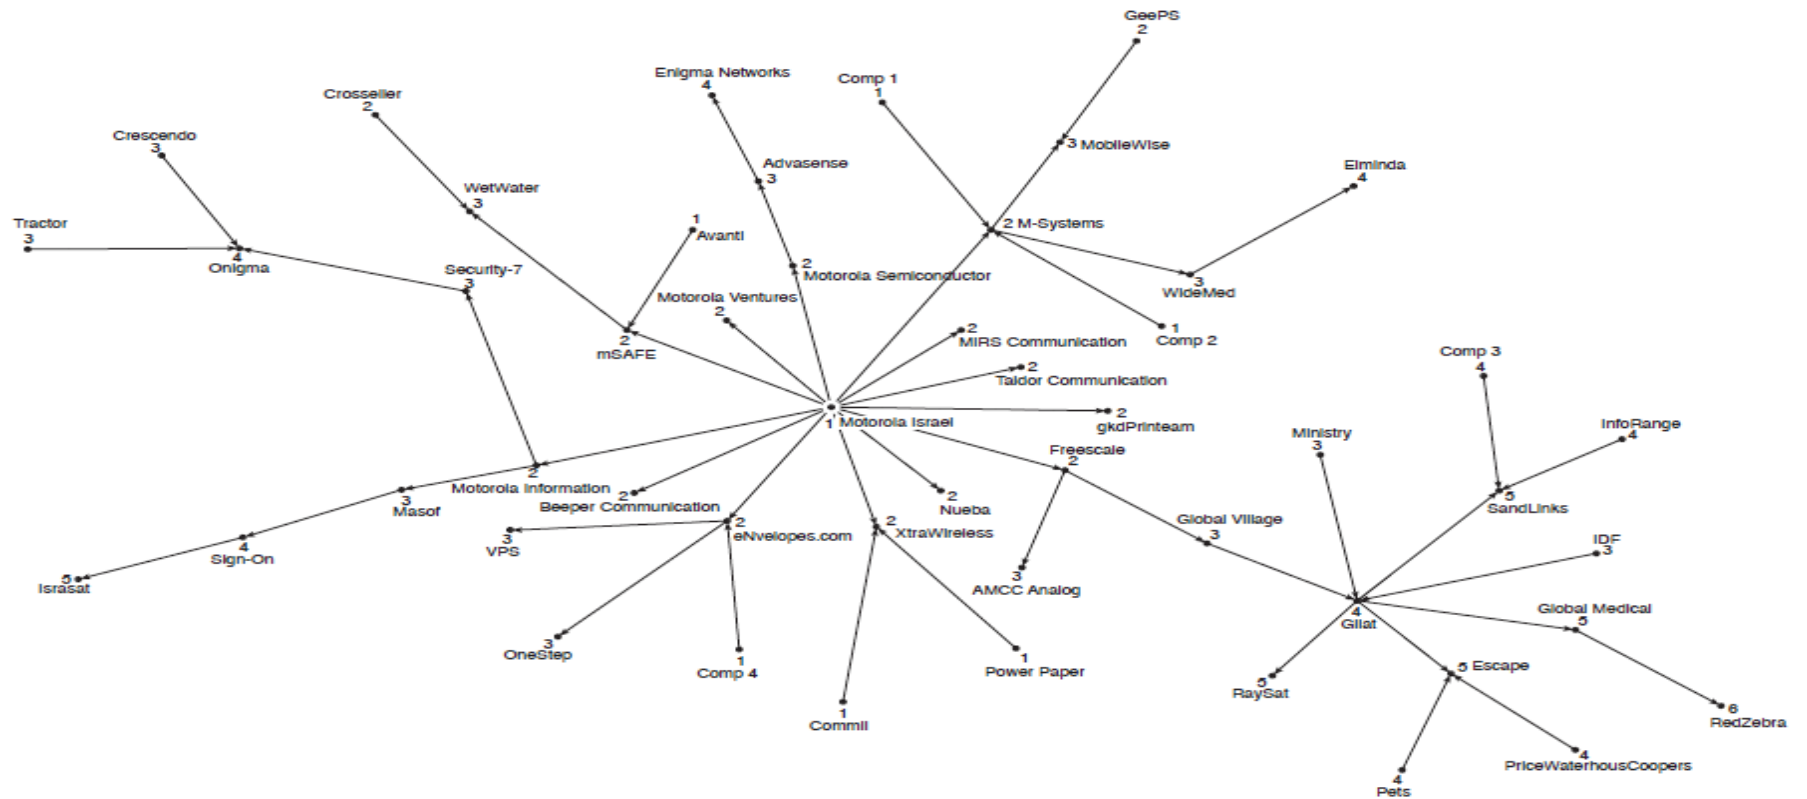 GeePS
2
Enigma Networks
4
Comp 1
1
Crosseller
2
Crescendo
3
3 MobileWise
Advasense
3
Elminda
4
WetWater
3
Tractor
3
1
Avanti
2 M-Systems
Onigma
4
Security-7
3
2
Motorola Semiconductor
3
WideMed
Motorola Ventures
2
2
mSAFE
2
MIRS Communication
1
Comp 2
2
Taldor Communication
Comp 3
4
1 Motorola Israel
2
gkdPrinteam
InfoRange
4
Ministry
3
Freescale
2
2
Motorola Information
2
Beeper Communication
3
Masof
2
Nueba
5
SandLinks
2
eNvelopes.com
2
XtraWireless
Global Village
3
3
VPS
4
Sign-On
IDF
3
5
Israsat
3
AMCC Analog
4
Gilat
Global Medical
5
3
OneStep
1
Comp 4
1
Power Paper
5
RaySat
5 Escape
6
RedZebra
1
Commil
4
PriceWaterhousCoopers
4
Pets